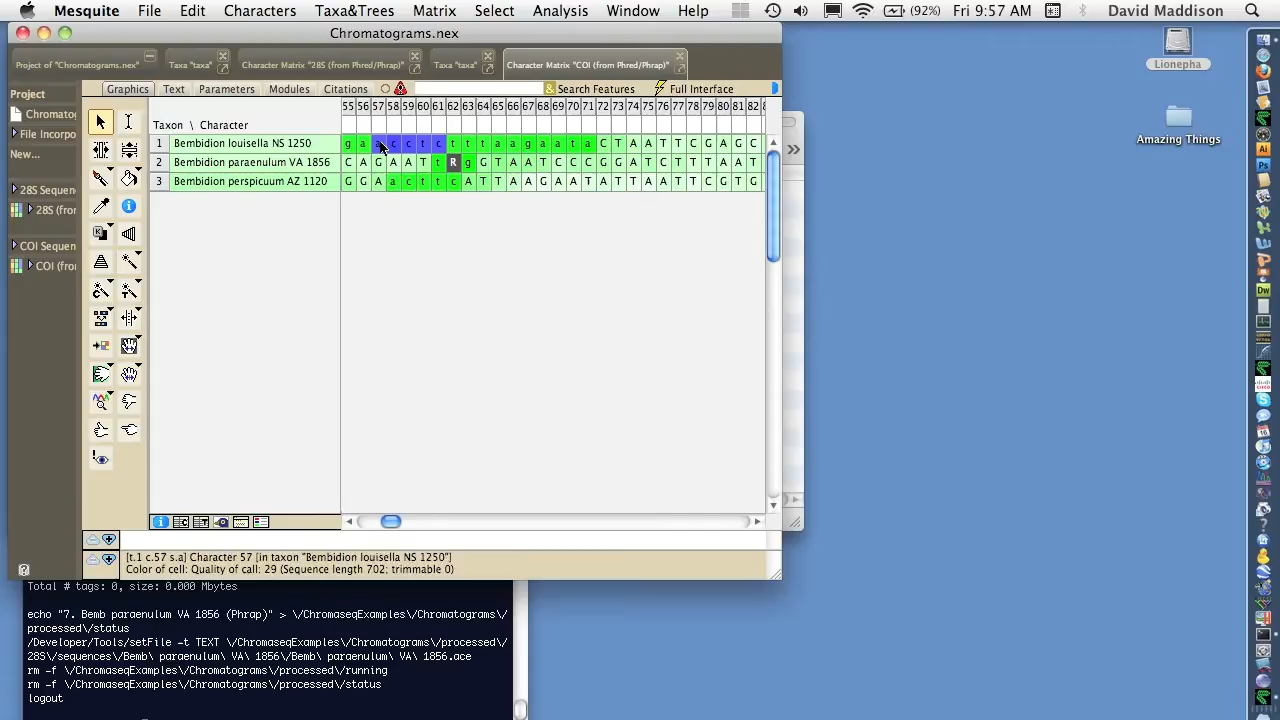 Mesquite File Edit Characters Taxa&Trees Matrix Select Analysis Window Help (92%) Fri 9:57 AM David Maddison
Chromatograms.nex
Project of "Chromatograms.nex" Taxa "taxa" Character Matrix "28S (from Phred/Phrap)" Taxa "taxa" Character Matrix "COI (from Phred/Phrap)"
Lionepha
Graphics Text Parameters Modules Citations & Search Features Full Interface
Project
Chromatog
File Incorpo
New...
28S Sequen
28S (fro
COI Sequen
COI (fro
55 56 57 58 59 60 61 62 63 64 65 66 67 68 69 70 71 72 73 74 75 76 77 78 79 80 81 82 8
Taxon \ Character
1 Bembidion louisella NS 1250 g a a c c t c t t t a a g a a t a C T A A T T C G A G C
2 Bembidion paraenulum VA 1856 C A G A A T t R g G T A A T C C C G G A T C T T T A A T
3 Bembidion perspicuum AZ 1120 G G A a c t t c A T T A A G A A T A T T A A T T C G T G
Amazing Things
[t.1 c.57 s.a] Character 57 [in taxon "Bembidion louisella NS 1250"]
Color of cell: Quality of call: 29 (Sequence length 702; trimmable 0)
Total # tags: 0, size: 0.000 Mbytes
echo "7. Bemb paraenulum VA 1856 (Phrap)" > \/ChromaseqExamples\/Chromatograms\/
processed\/status
/Developer/Tools/setFile -t TEXT \/ChromaseqExamples\/Chromatograms\/processed\/
28S\/sequences\/Bemb\ paraenulum\ VA\ 1856\/Bemb\ paraenulum\ VA\ 1856.ace
rm -f \/ChromaseqExamples\/Chromatograms\/processed\/running
rm -f \/ChromaseqExamples\/Chromatograms\/processed\/status
logout